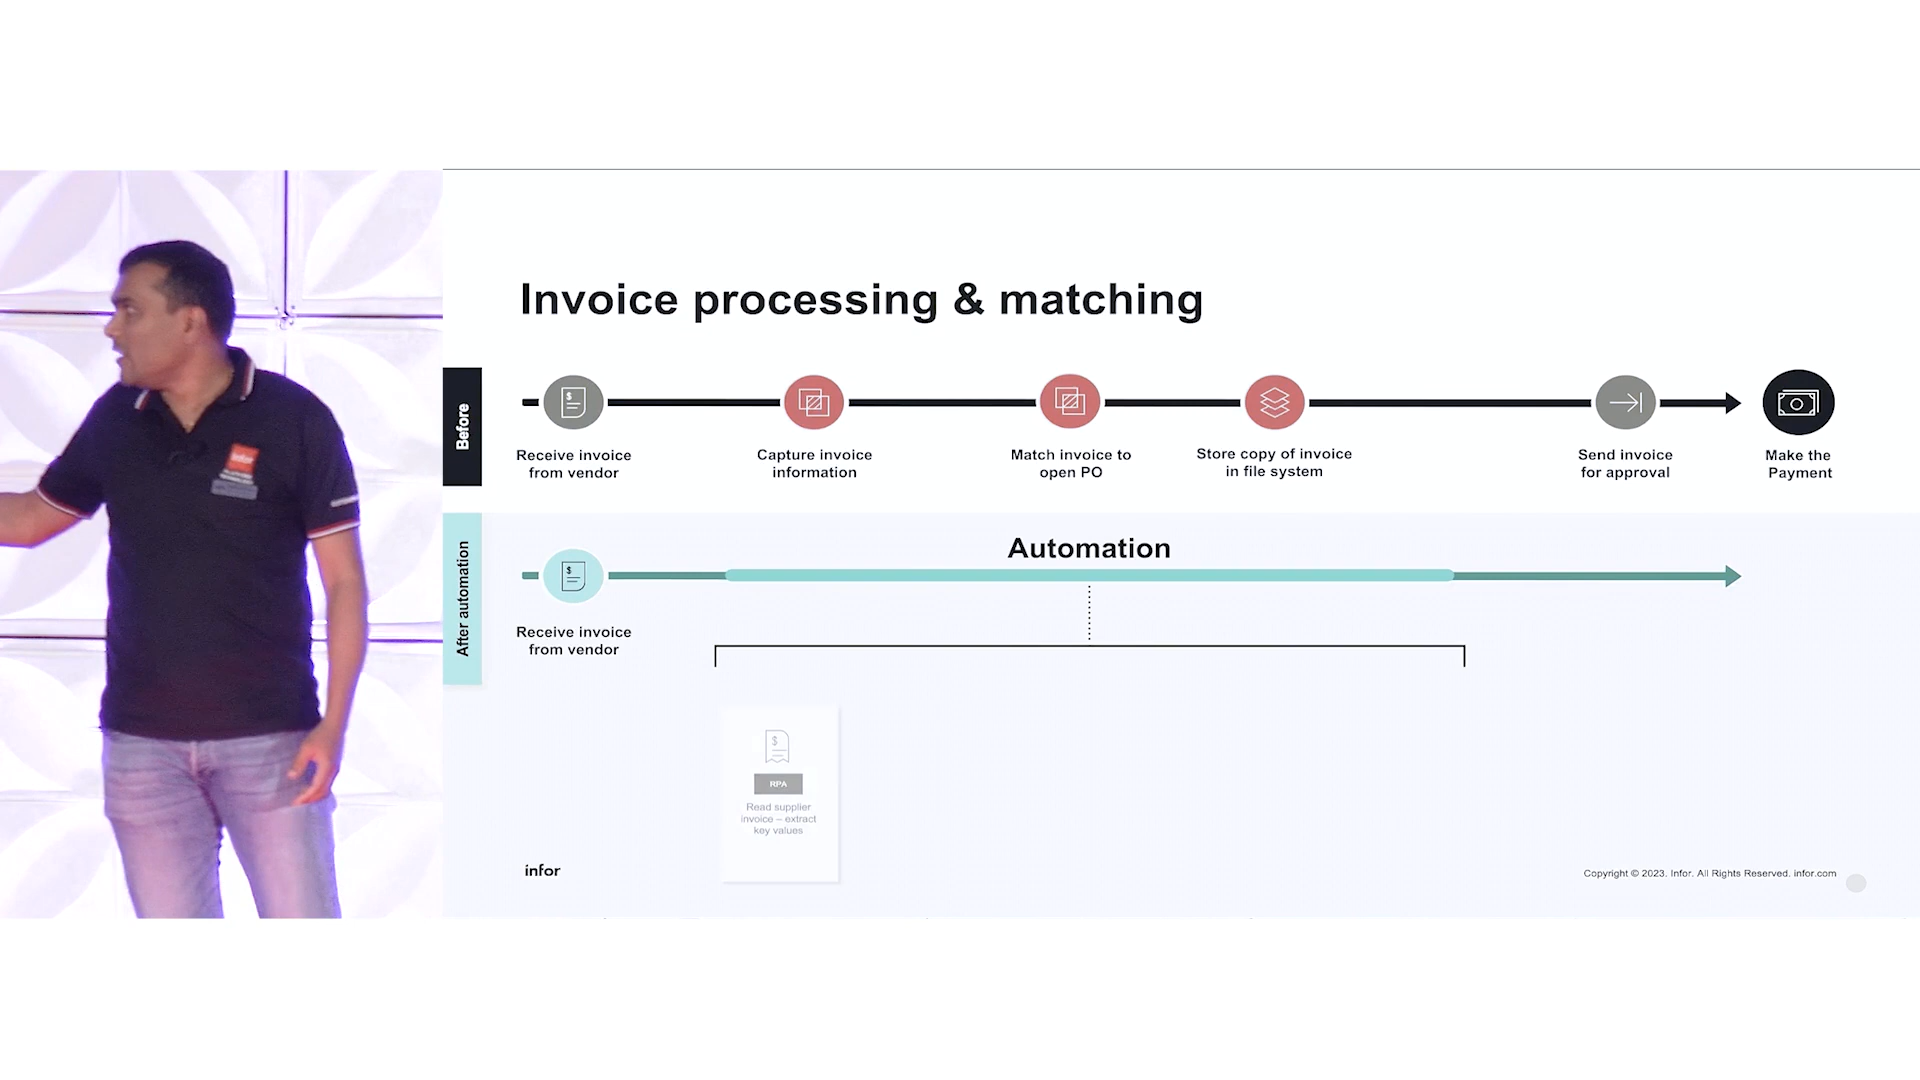 Invoice processing & matching
Before
Receive invoice
from vendor
Capture invoice
information
Match invoice to
open PO
Store copy of invoice
in file system
Send invoice
for approval
Make the
Payment
After automation
Automation
Receive invoice
from vendor
RPA
Read supplier
invoice – extract
key values
infor
Copyright © 2023. Infor. All Rights Reserved. infor.com